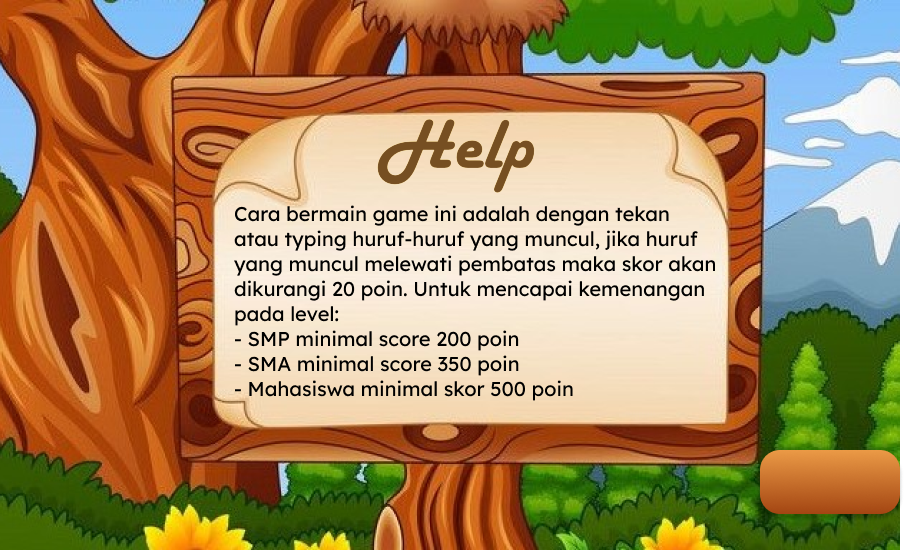 Help
Cara bermain game ini adalah dengan tekan
atau typing huruf-huruf yang muncul, jika huruf
yang muncul melewati pembatas maka skor akan
dikurangi 20 poin. Untuk mencapai kemenangan
pada level:
- SMP minimal score 200 poin
- SMA minimal score 350 poin
- Mahasiswa minimal skor 500 poin